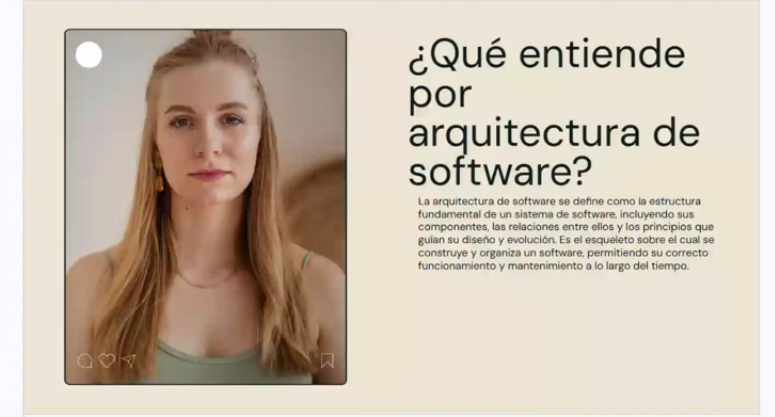 ¿Qué entiende
por
arquitectura de
software?
La arquitectura de software se define como la estructura
fundamental de un sistema de software, incluyendo sus
componentes, las relaciones entre ellos y los principios que
guían su diseño y evolución. Es el esqueleto sobre el cual se
construye y organiza un software, permitiendo su correcto
funcionamiento y mantenimiento a lo largo del tiempo.